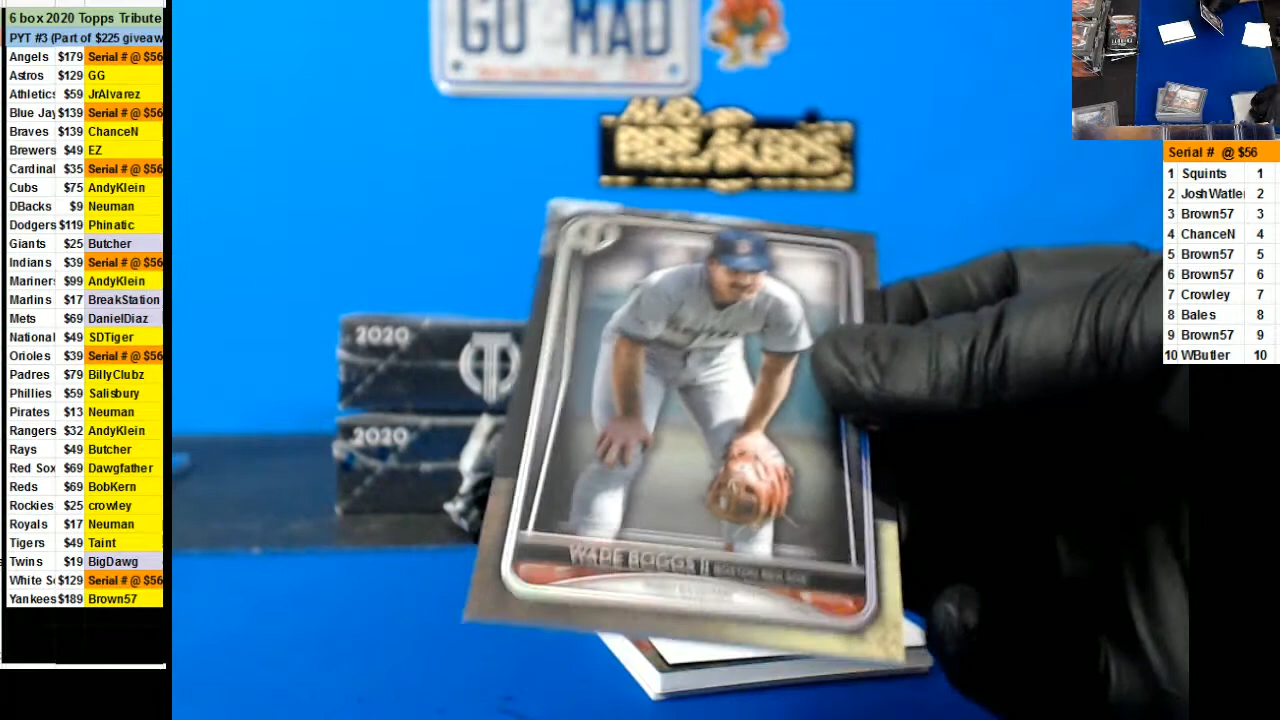 6 box 2020 Topps Tribute
PYT #3 (Part of $225 giveaw
Angels $179 Serial # @ $56
Astros $129 GG
Athletics $59 JrAlvarez
Blue Jay $139 Serial # @ $56
Braves $139 ChanceN
Brewers $49 EZ
Cardinal $35 Serial # @ $56
Cubs $75 AndyKlein
DBacks $9 Neuman
Dodgers $119 Phinatic
Giants $25 Butcher
Indians $39 Serial # @ $56
Mariner $99 AndyKlein
Marlins $17 BreakStation
Mets $69 DanielDiaz
National $49 SDTiger
Orioles $39 Serial # @ $56
Padres $79 BillyClubz
Phillies $59 Salisbury
Pirates $13 Neuman
Rangers $32 AndyKlein
Rays $49 Butcher
Red Sox $69 Dawgfather
Reds $69 BobKern
Rockies $25 crowley
Royals $17 Neuman
Tigers $49 Taint
Twins $19 BigDawg
White S $129 Serial # @ $56
Yankees $189 Brown57
GO MAD
2020
2020
WADE BOGGS || BOSTON RED SOX
Serial # @ $56
1 Squints 1
2 JoshWatle 2
3 Brown57 3
4 ChanceN 4
5 Brown57 5
6 Brown57 6
7 Crowley 7
8 Bales 8
9 Brown57 9
10 WButler 10